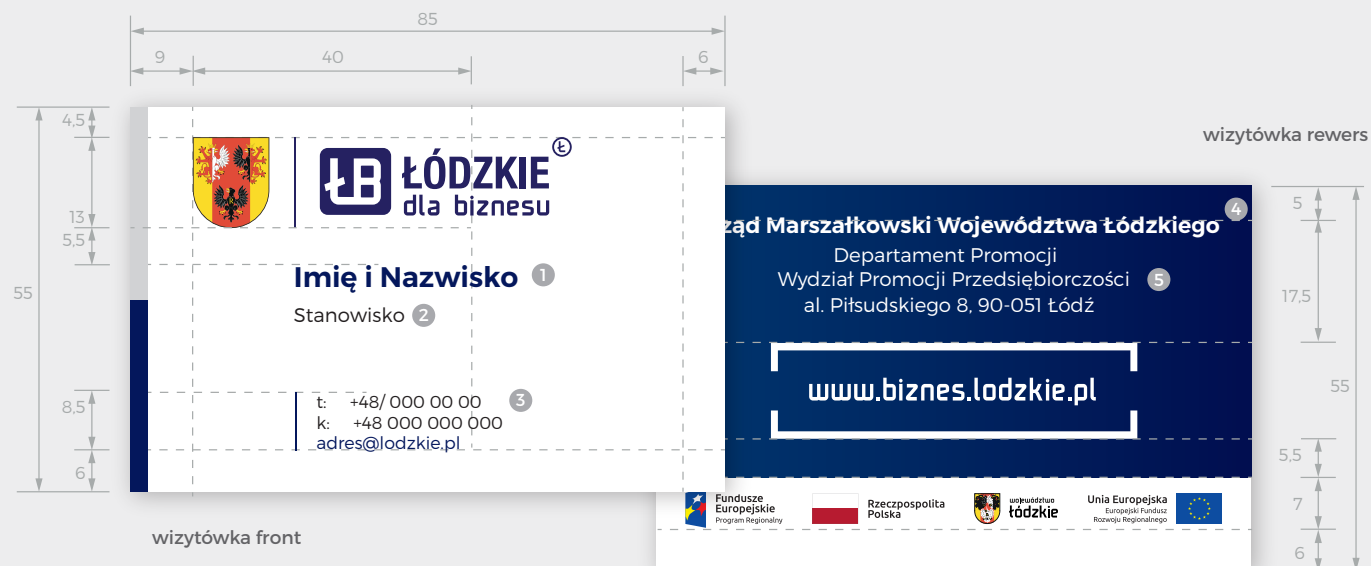 85
9
40
6
4,5
13
5,5
55
8,5
6
ŁB ŁÓDZKIE Ł
dla biznesu
Imię i Nazwisko 1
Stanowisko 2
t: +48/ 000 00 00 3
k: +48 000 000 000
adres@lodzkie.pl
wizytówka front
wizytówka rewers
Marszałkowski Województwa Łódzkiego 4
Departament Promocji
Wydział Promocji Przedsiębiorczości 5
al. Piłsudskiego 8, 90-051 Łódź
www.biznes.lodzkie.pl
Fundusze
Europejskie
Program Regionalny
Rzeczpospolita
Polska
województwo
łódzkie
Unia Europejska
Europejski Fundusz
Rozwoju Regionalnego
5
17,5
55
5,5
7
6